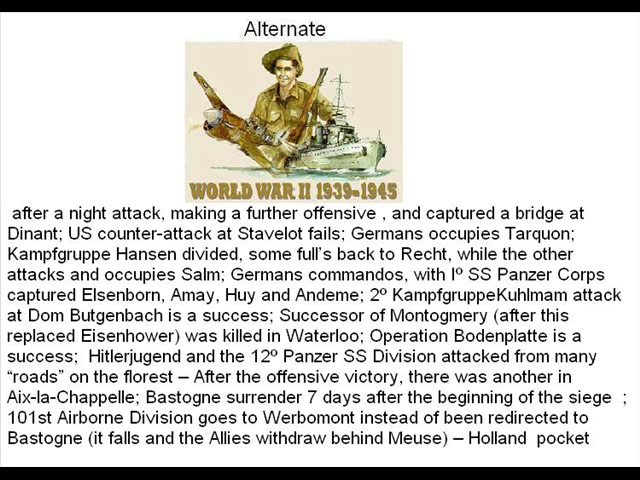 Alternate
WORLD WAR II 1939-1945
after a night attack, making a further offensive , and captured a bridge at
Dinant; US counter-attack at Stavelot fails; Germans occupies Tarquon;
Kampfgruppe Hansen divided, some full's back to Recht, while the other
attacks and occupies Salm; Germans commandos, with Iº SS Panzer Corps
captured Elsenborn, Amay, Huy and Andeme; 2º KampfgruppeKuhlmam attack
at Dom Butgenbach is a success; Successor of Montogmery (after this
replaced Eisenhower) was killed in Waterloo; Operation Bodenplatte is a
success;  Hitlerjugend and the 12º Panzer SS Division attacked from many
“roads” on the florest – After the offensive victory, there was another in
Aix-la-Chappelle; Bastogne surrender 7 days after the beginning of the siege  ;
101st Airborne Division goes to Werbomont instead of been redirected to
Bastogne (it falls and the Allies withdraw behind Meuse) – Holland  pocket